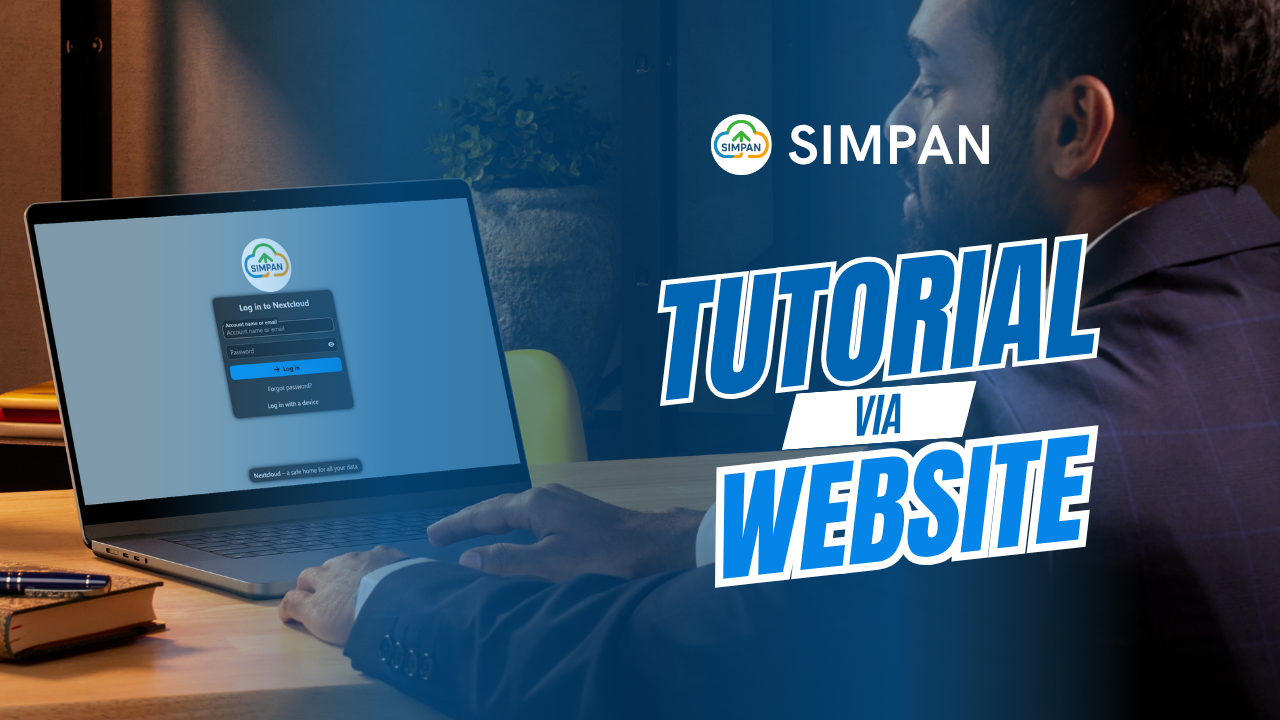 SIMPAN
SIMPAN
TUTORIAL
VIA
WEBSITE
SIMPAN
Log in to Nextcloud
Account name or email
Account name or email
Password
Log in
Forgot password?
Log in with a device
Nextcloud – a safe home for all your data